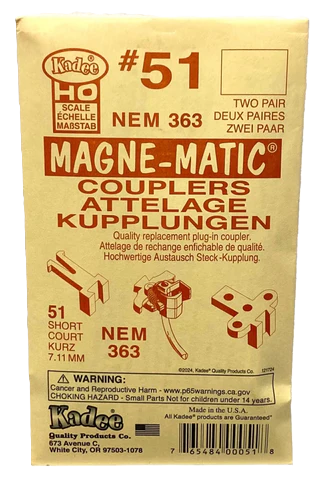 Kadee®
HO
SCALE
ÉCHELLE
MAẞSTAB
#51
NEM 363
TWO PAIR
DEUX PAIRES
ZWEI PAAR
MAGNE-MATIC®
COUPLERS
ATTELAGE
KUPPLUNGEN
Quality replacement plug-in coupler.
Attelage de rechange enfichable de qualité.
Hochwertige Austausch Steck-Kupplung.
51
SHORT
COURT
KURZ
7.11MM
NEM
363
©2024, Kadee® Quality Products Co.
121724
⚠ WARNING:
Cancer and Reproductive Harm - www.p65warnings.ca.gov
CHOKING HAZARD - Small Parts Not for children under 14 years.
Kadee®
Quality Products Co.
673 Avenue C,
White City, OR 97503-1078
Made in the U.S.A.
All Kadee® products are Guaranteed"
7 65484 00051 8